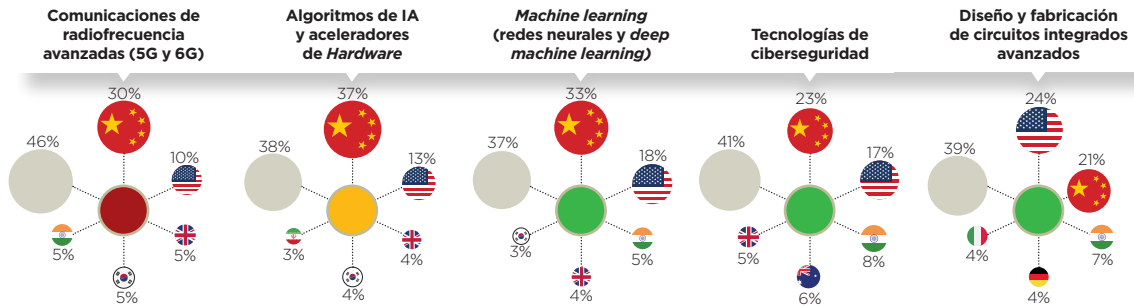 Comunicaciones de
radiofrecuencia
avanzadas (5G y 6G)
30%
46%
10%
5%
5%
5%
Algoritmos de IA
y aceleradores
de Hardware
37%
38%
13%
3%
4%
4%
Machine learning
(redes neurales y deep
machine learning)
33%
37%
18%
3%
5%
4%
Tecnologías de
ciberseguridad
23%
41%
17%
5%
8%
6%
Diseño y fabricación
de circuitos integrados
avanzados
24%
39%
21%
4%
7%
4%